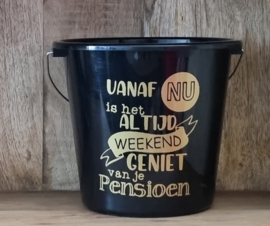 VANAF NU
is het
ALTIJD
WEEKEND
GENIET
van je
Pensioen